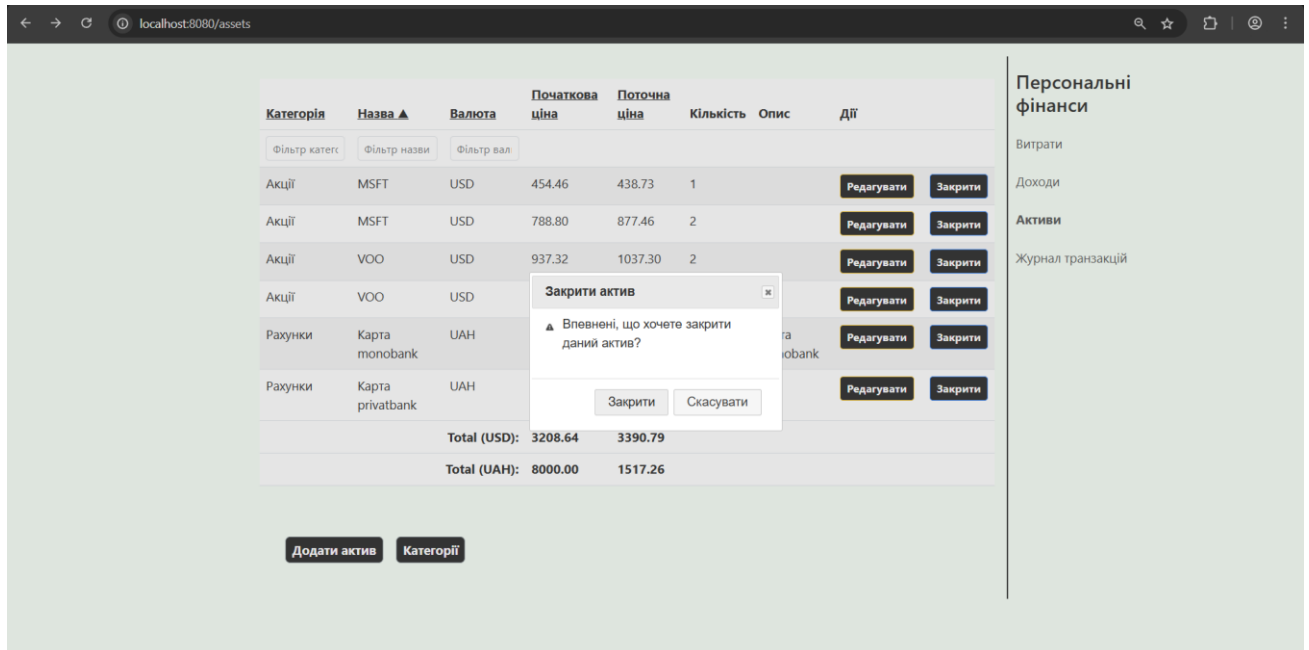 localhost:8080/assets
Персональні
фінанси
Витрати
Доходи
Активи
Журнал транзакцій
Категорія Назва ▲ Валюта Початкова ціна Поточна ціна Кількість Опис Дії
Фільтр катего Фільтр назви Фільтр вал
Акції MSFT USD 454.46 438.73 1 Редагувати Закрити
Акції MSFT USD 788.80 877.46 2 Редагувати Закрити
Акції VOO USD 937.32 1037.30 2 Редагувати Закрити
Акції VOO USD Редагувати Закрити
Рахунки Карта monobank UAH Редагувати Закрити
Рахунки Карта privatbank UAH Редагувати Закрити
Total (USD): 3208.64 3390.79
Total (UAH): 8000.00 1517.26
Закрити актив
Впевнені, що хочете закрити
даний актив?
Закрити Скасувати
Додати актив Категорії